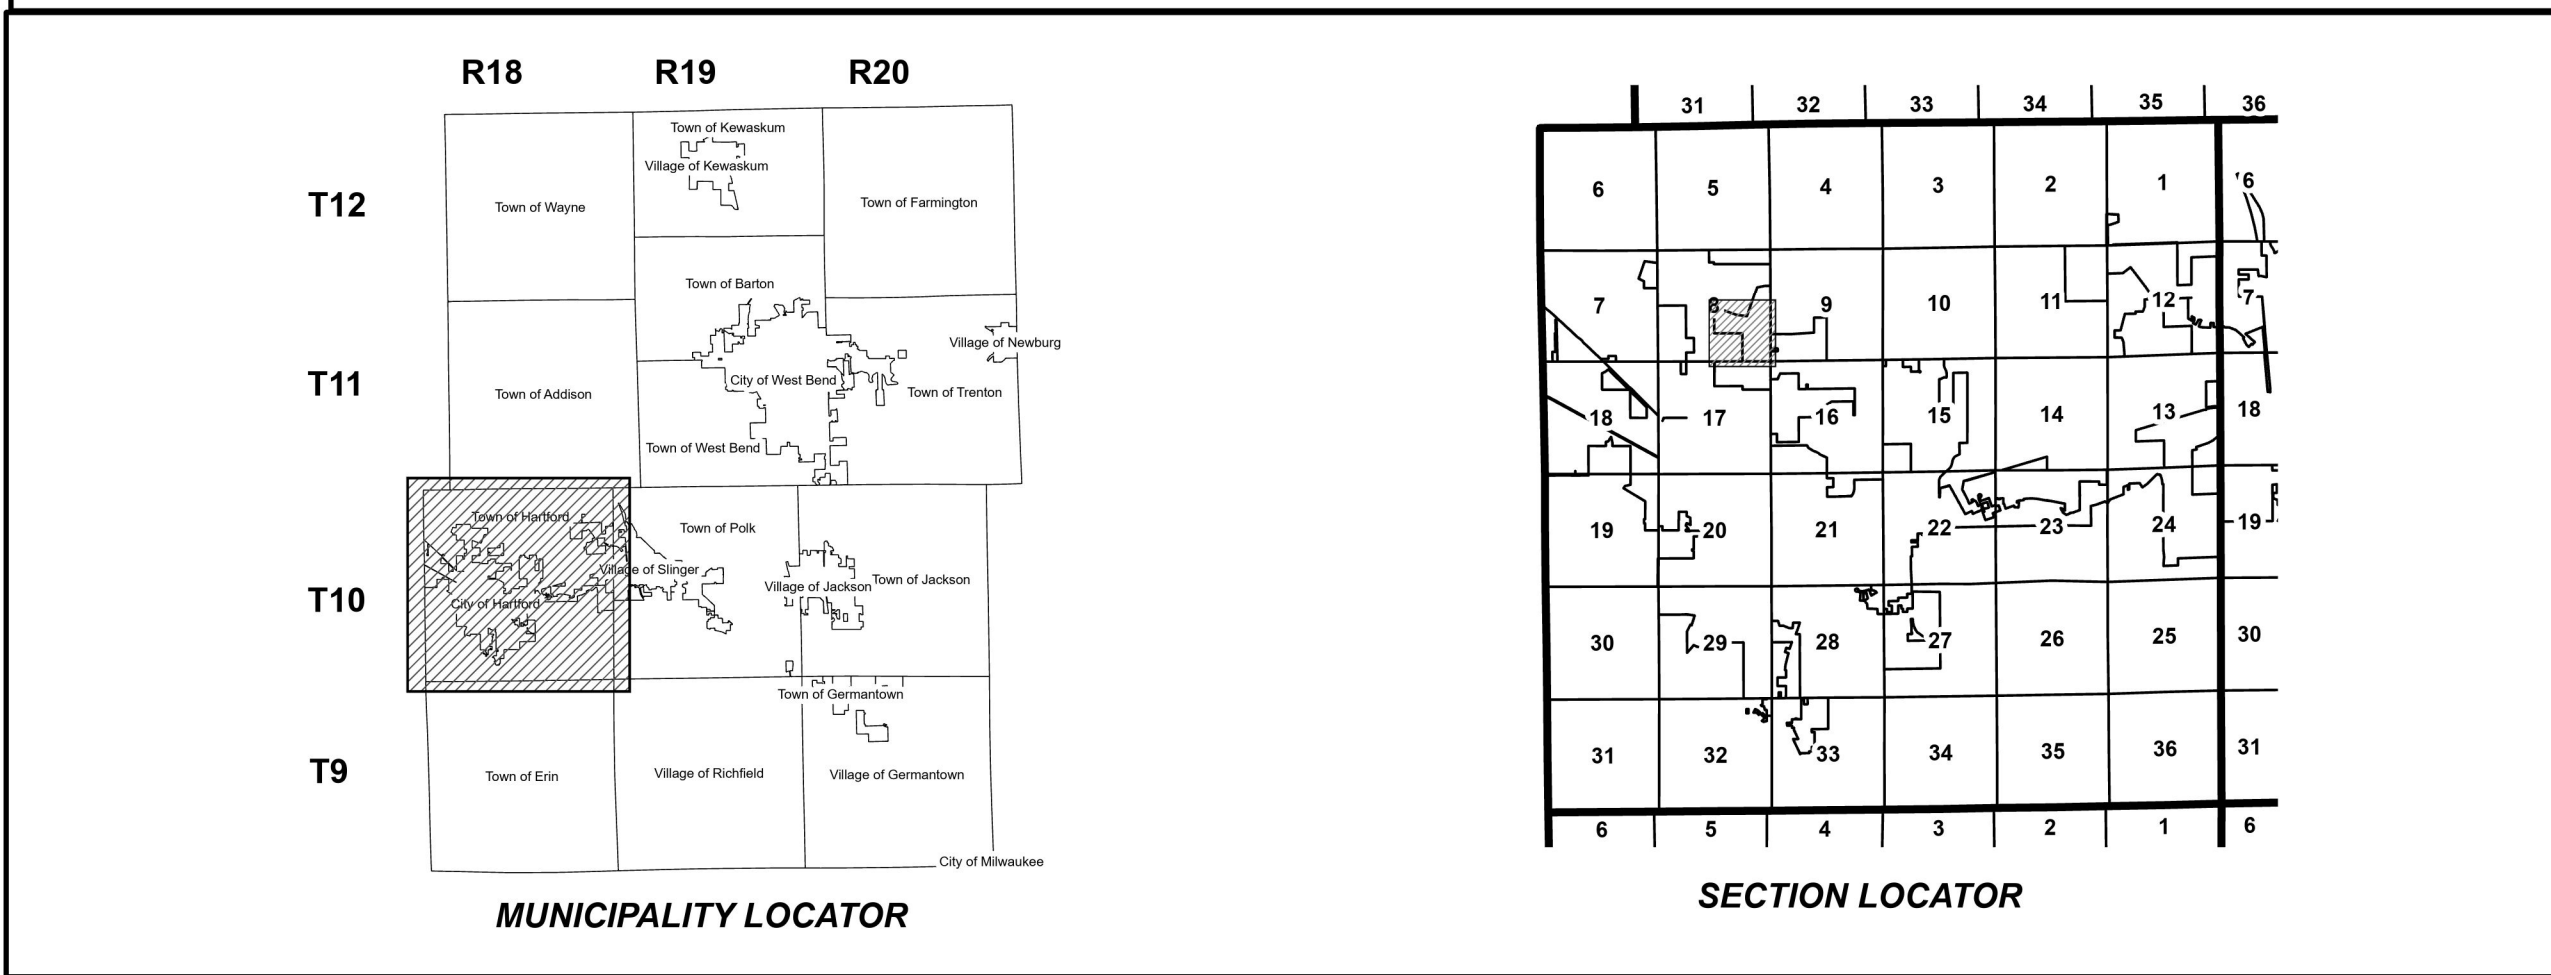 R18 R19 R20
T12
T11
T10
T9
Town of Kewaskum
Village of Kewaskum
Town of Wayne
Town of Farmington
Town of Barton
Village of Newburg
City of West Bend
Town of Addison
Town of Trenton
Town of West Bend
Town of Hartford
Town of Polk
Village of Slinger
Town of Jackson
Village of Jackson
City of Hartford
Town of Germantown
Town of Erin
Village of Richfield
Village of Germantown
City of Milwaukee
MUNICIPALITY LOCATOR
31 32 33 34 35 36
6 5 4 3 2 1 6
7 8 9 10 11 12 7
18 17 16 15 14 13 18
19 20 21 22 23 24 19
30 29 28 27 26 25 30
31 32 33 34 35 36 31
6 5 4 3 2 1 6
SECTION LOCATOR